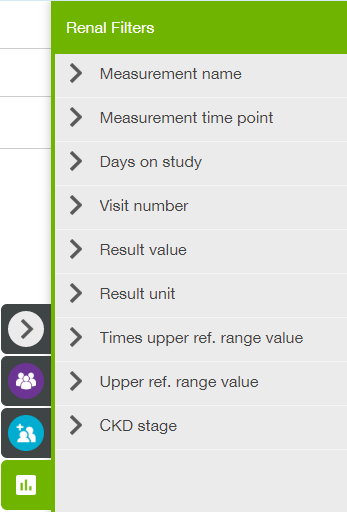 Renal Filters
Measurement name
Measurement time point
Days on study
Visit number
Result value
Result unit
Times upper ref. range value
Upper ref. range value
CKD stage